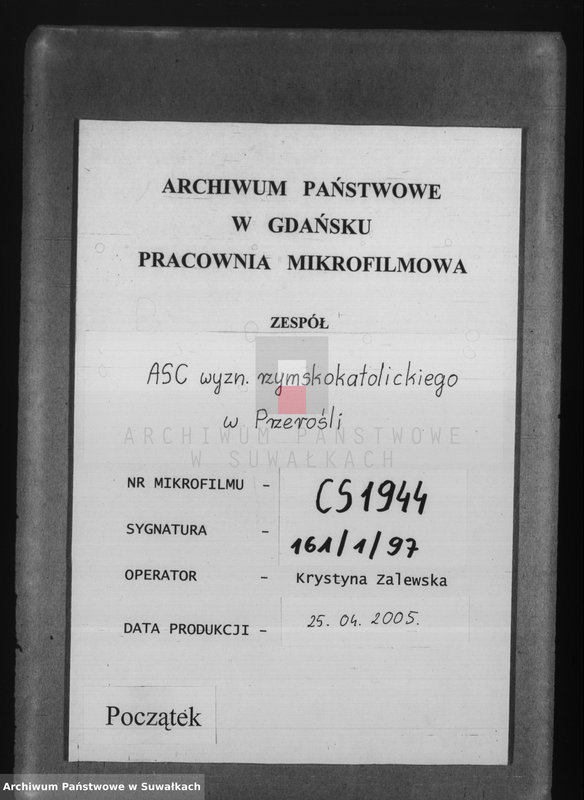 ARCHIWUM PAŃSTWOWE
W GDAŃSKU
PRACOWNIA MIKROFILMOWA
ZESPÓŁ
ASC wyzn. rzymskokatolickiego
w Przerośli
ARCHIWUM PAŃSTWOWE
W SUWAŁKACH
NR MIKROFILMU - CS1944
SYGNATURA - 161/1/97
OPERATOR - Krystyna Zalewska
DATA PRODUKCJI - 25. 04. 2005.
Początek
Archiwum Państwowe w Suwałkach